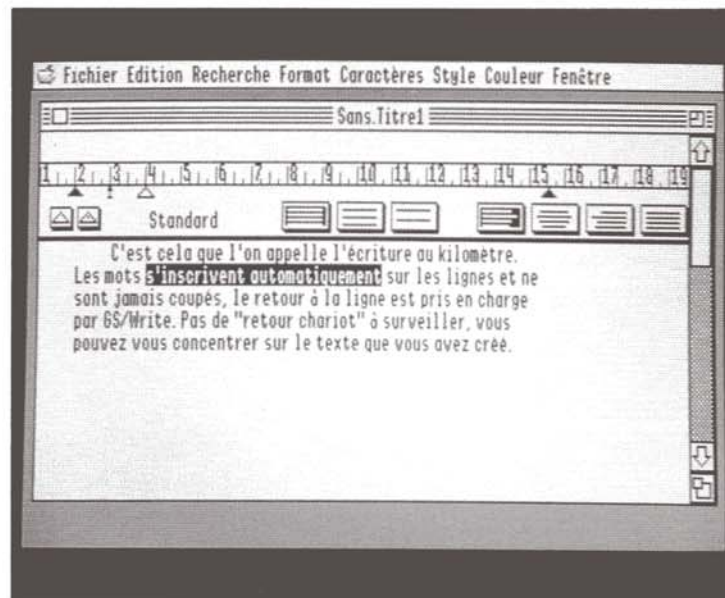 Fichier Edition Recherche Format Caractères Style Couleur Fenêtre
Sans.Titre1
1 2 3 4 5 6 7 8 9 10 11 12 13 14 15 16 17 18 19
Standard
C'est cela que l'on appelle l'écriture au kilomètre.
Les mots s'inscrivent automatiquement sur les lignes et ne
sont jamais coupés, le retour à la ligne est pris en charge
par GS/Write. Pas de "retour chariot" à surveiller, vous
pouvez vous concentrer sur le texte que vous avez créé.